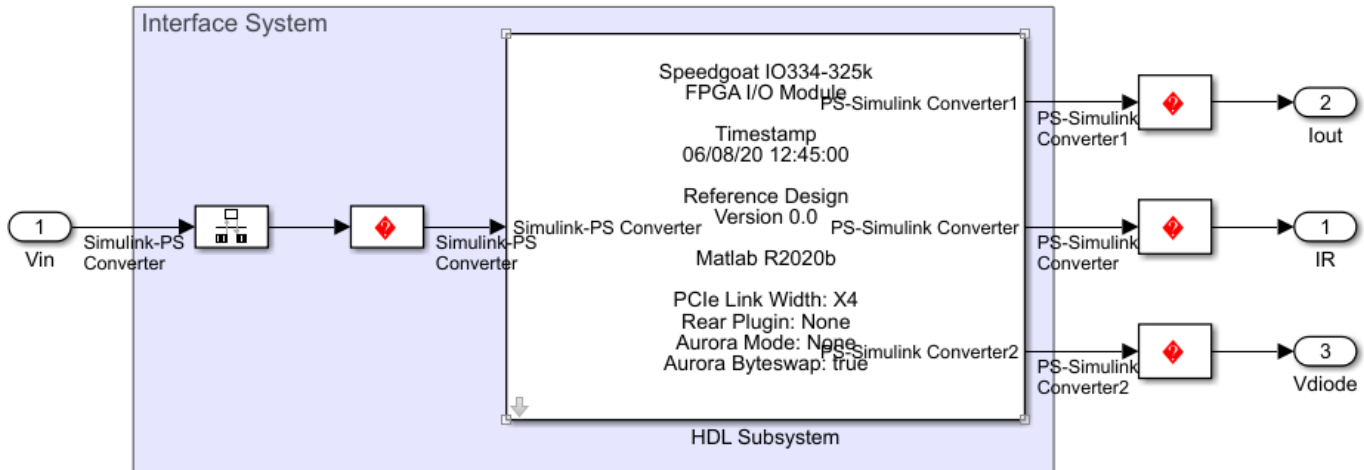 Interface System
1
Vin
Simulink-PS
Converter
Simulink-PS
Converter
Simulink-PS Converter
Speedgoat IO334-325k
FPGA I/O Module
Timestamp
06/08/20 12:45:00
Reference Design
Version 0.0
Matlab R2020b
PCIe Link Width: X4
Rear Plugin: None
Aurora Mode: None
Aurora Byteswap: true
HDL Subsystem
PS-Simulink Converter1
PS-Simulink
Converter1
2
Iout
PS-Simulink Converter
PS-Simulink
Converter
1
IR
PS-Simulink Converter2
PS-Simulink
Converter2
3
Vdiode